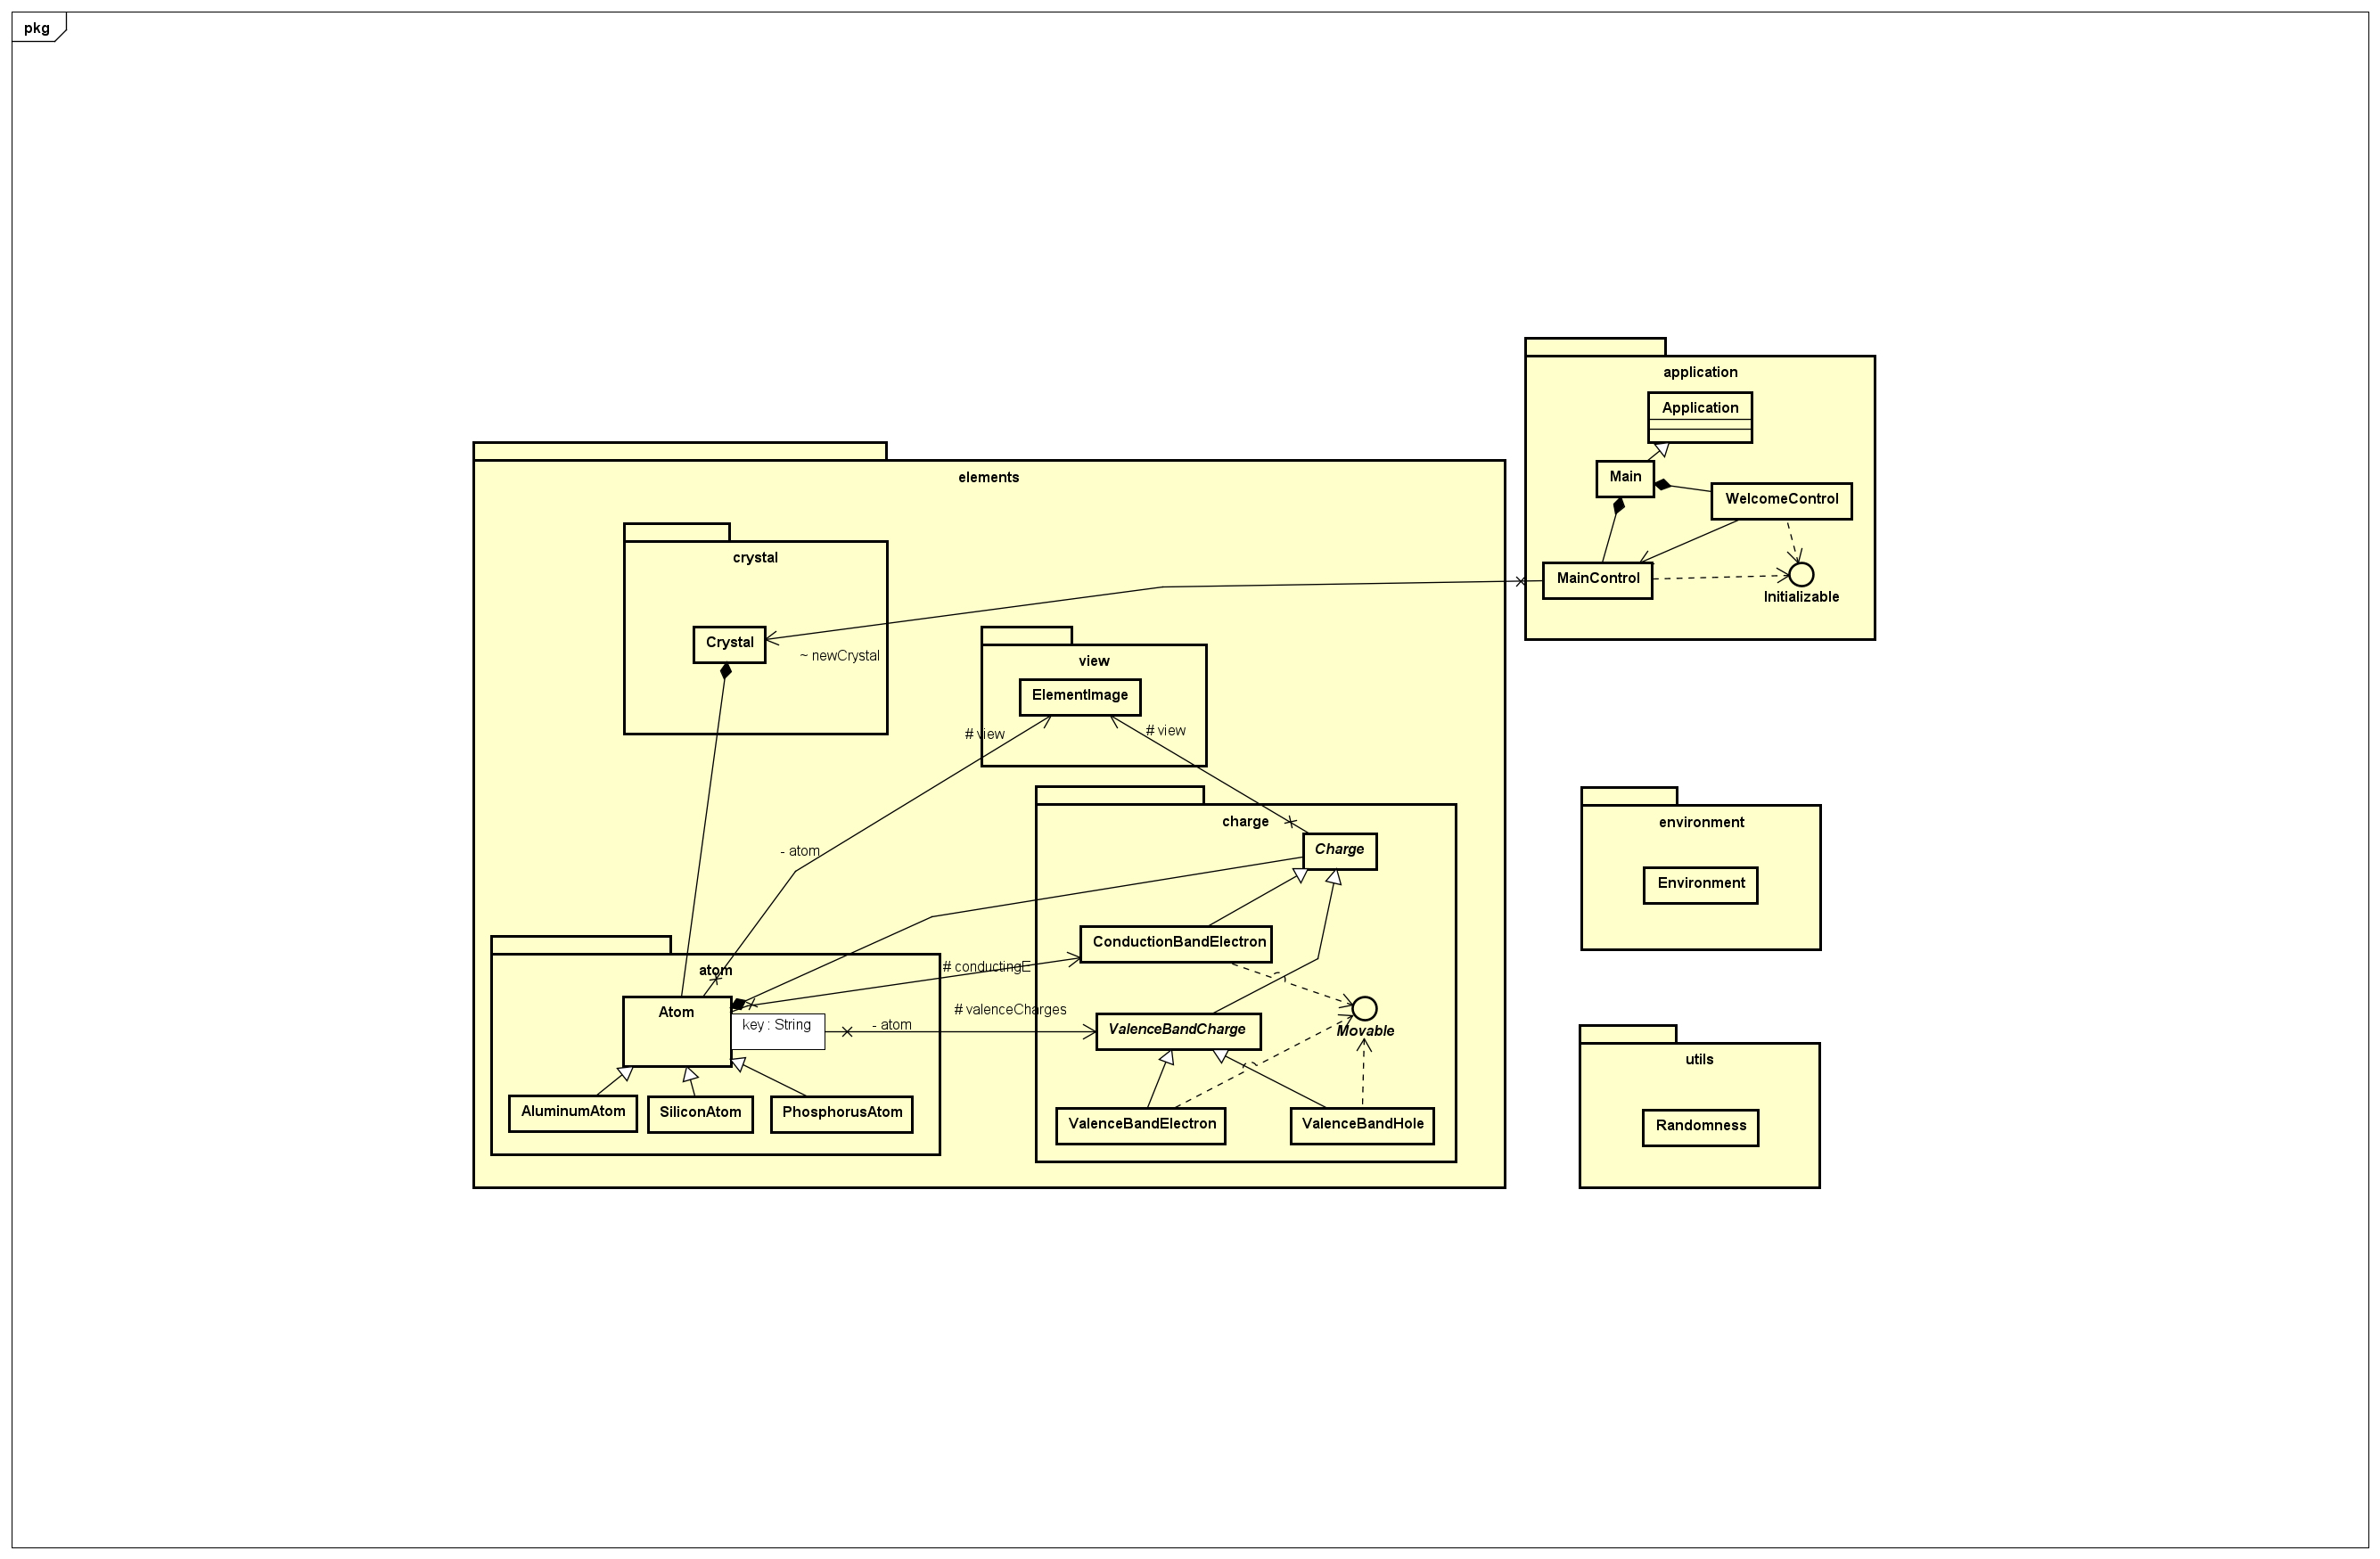 pkg
application
Application
Main
WelcomeControl
MainControl
Initializable
elements
crystal
Crystal
~ newCrystal
view
ElementImage
# view
# view
- atom
charge
Charge
ConductionBandElectron
# conductingE
atom
Atom
key : String
- atom
# valenceCharges
ValenceBandCharge
Movable
AluminumAtom
SiliconAtom
PhosphorusAtom
ValenceBandElectron
ValenceBandHole
environment
Environment
utils
Randomness